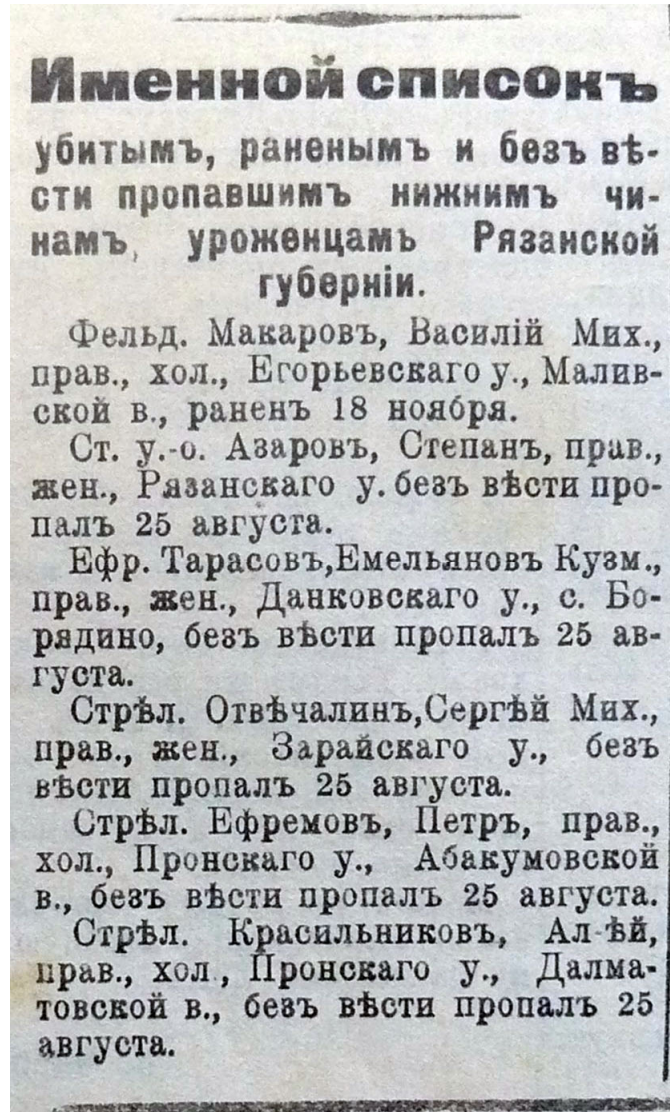 Именной списокъ
убитымъ, раненымъ и безъ вѣ-
сти пропавшимъ нижнимъ чи-
намъ, уроженцамъ Рязанской
губерніи.
Фельд. Макаровъ, Василій Мих.,
прав., хол., Егорьевскаго у., Малив-
ской в., раненъ 18 ноября.
Ст. у.-о. Азаровъ, Степан, прав.,
жен., Рязанскаго у. безъ вѣсти про-
палъ 25 августа.
Ефр. Тарасовъ,Емельяновъ Кузм.,
прав., жен., Данковскаго у., с. Бо-
рядино, безъ вѣсти пропалъ 25 ав-
густа.
Стрѣл. Отвѣчалинъ,Сергѣй Мих.,
прав., жен., Зарайскаго у., безъ
вѣсти пропалъ 25 августа.
Стрѣл. Ефремовъ, Петръ, прав.,
хол., Пронскаго у., Абакумовской
в., безъ вѣсти пропалъ 25 августа.
Стрѣл. Красильниковъ, Ал-ѣй,
прав., хол., Пронскаго у., Далма-
товской в., безъ вѣсти пропалъ 25
августа.